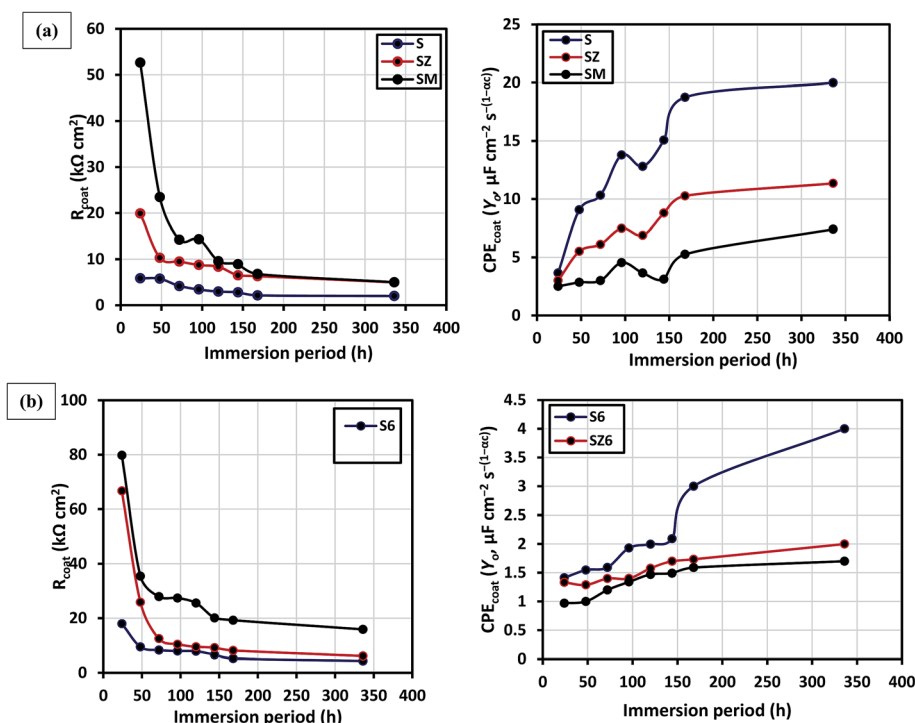 (a)
60
50
40
30
20
10
0
R_coat (kΩ cm²)
S
SZ
SM
0 50 100 150 200 250 300 350 400
Immersion period (h)
25
20
15
10
5
0
CPE_coat (Y_o, μF cm⁻² s⁻⁽¹⁻ᵅᶜ⁾)
S
SZ
SM
0 50 100 150 200 250 300 350 400
Immersion period (h)
(b)
100
80
60
40
20
0
R_coat (kΩ cm²)
S6
0 50 100 150 200 250 300 350 400
Immersion period (h)
4.5
4
3.5
3
2.5
2
1.5
1
0.5
0
CPE_coat (Y_o, μF cm⁻² s⁻⁽¹⁻ᵅᶜ⁾)
S6
SZ6
0 50 100 150 200 250 300 350 400
Immersion period (h)